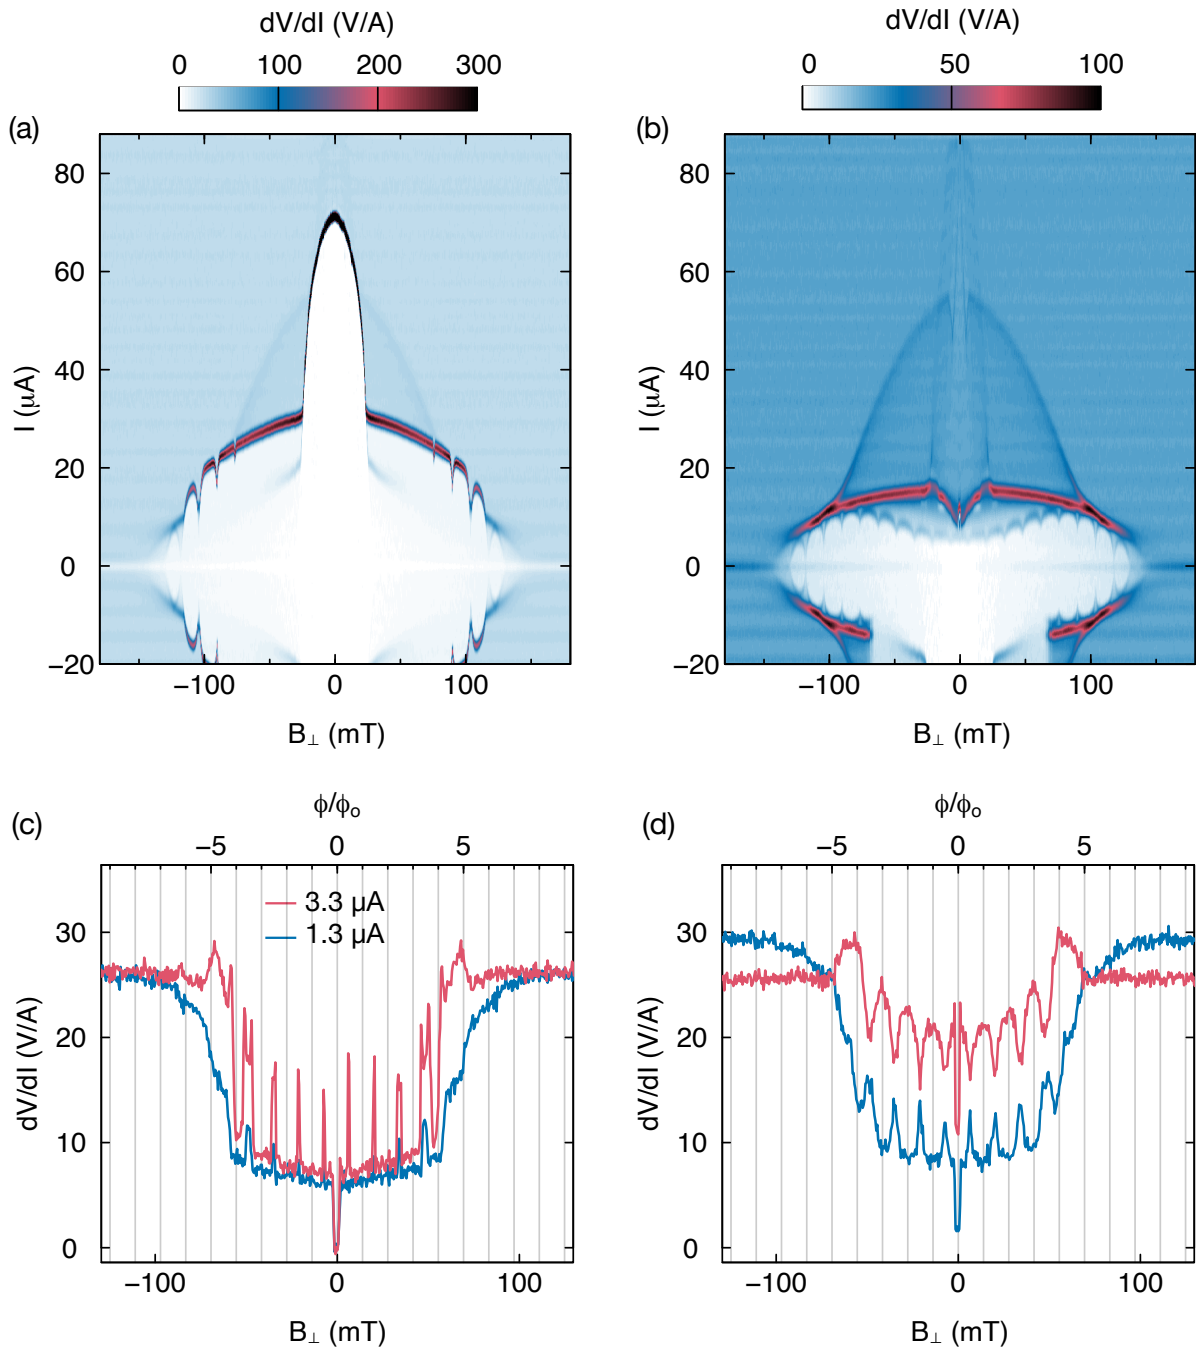 dV/dI (V/A)
0 100 200 300
(a)
80
60
40
20
0
−20
I (μA)
−100 0 100
B⊥ (mT)
dV/dI (V/A)
0 50 100
(b)
80
60
40
20
0
−20
I (μA)
−100 0 100
B⊥ (mT)
(c)
ϕ/ϕo
−5 0 5
3.3 μA
1.3 μA
30
20
10
0
dV/dI (V/A)
−100 0 100
B⊥ (mT)
(d)
ϕ/ϕo
−5 0 5
30
20
10
0
dV/dI (V/A)
−100 0 100
B⊥ (mT)